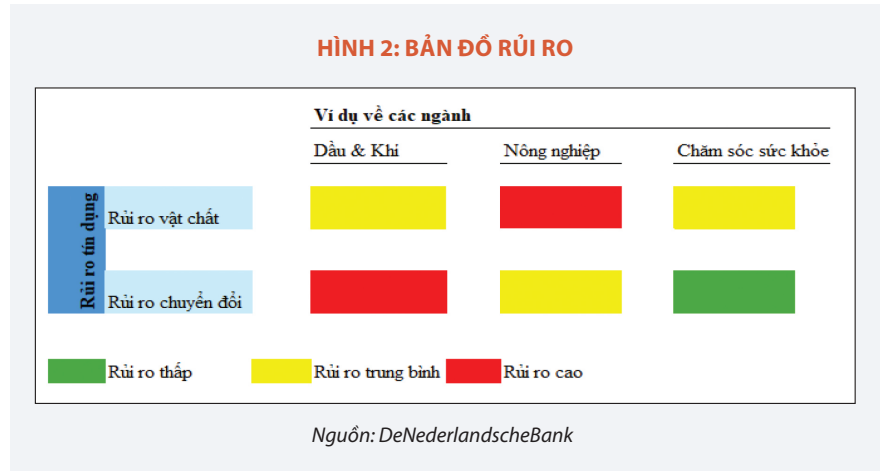 HÌNH 2: BẢN ĐỒ RỦI RO
Ví dụ về các ngành
Dầu & Khí Nông nghiệp Chăm sóc sức khỏe
Rủi ro tín dụng
Rủi ro vật chất
Rủi ro chuyển đổi
Rủi ro thấp Rủi ro trung bình Rủi ro cao
Nguồn: DeNederlandscheBank